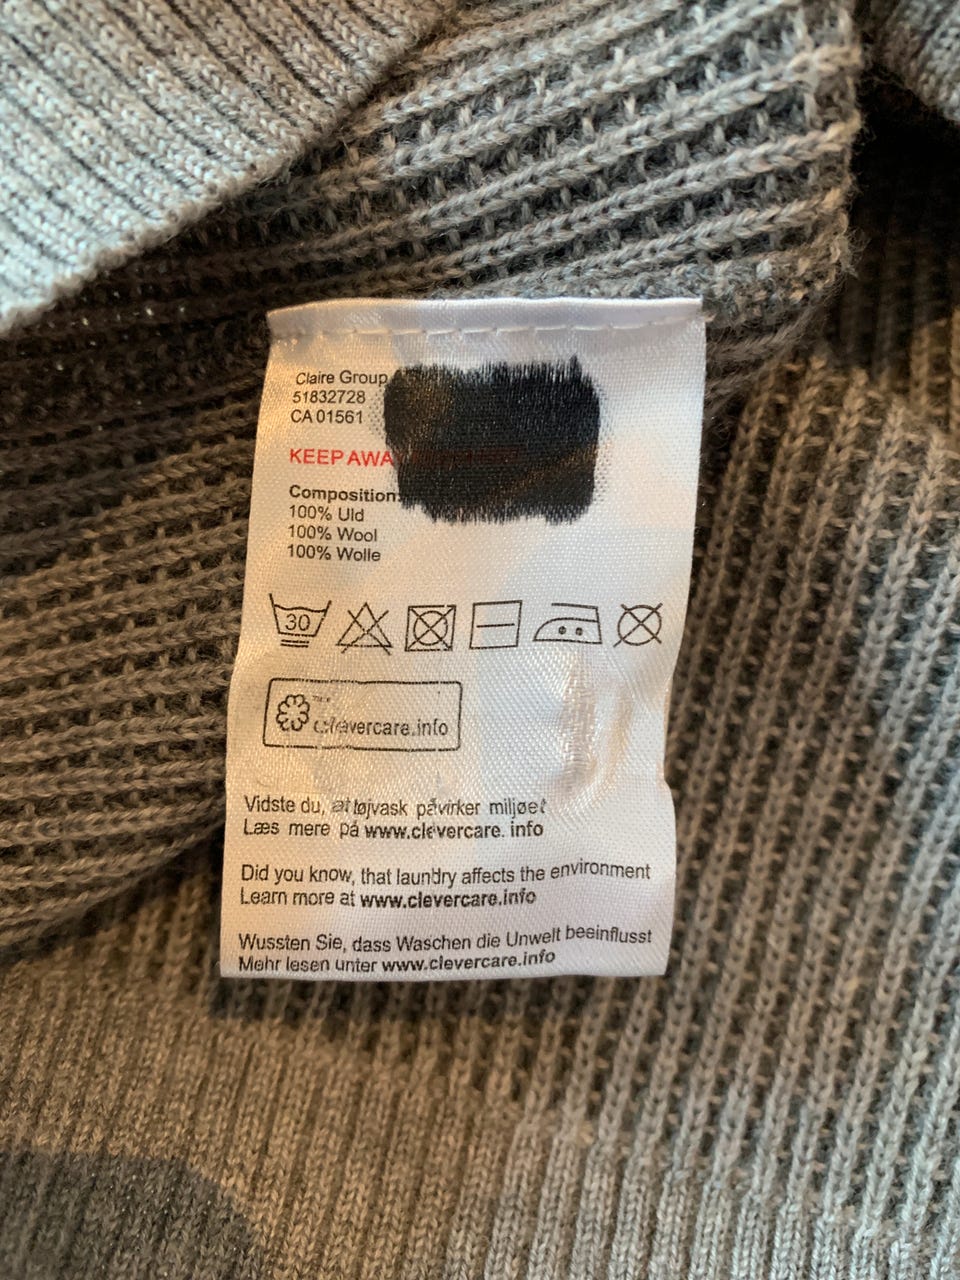 Claire Group
51832728
CA 01561
KEEP AWA
Composition:
100% Uld
100% Wool
100% Wolle
30
clevercare.info
Vidste du, at tøjvask påvirker miljøet
Læs mere på www.clevercare. info
Did you know, that laundry affects the environment
Learn more at www.clevercare.info
Wussten Sie, dass Waschen die Unwelt beeinflusst
Mehr lesen unter www.clevercare.info